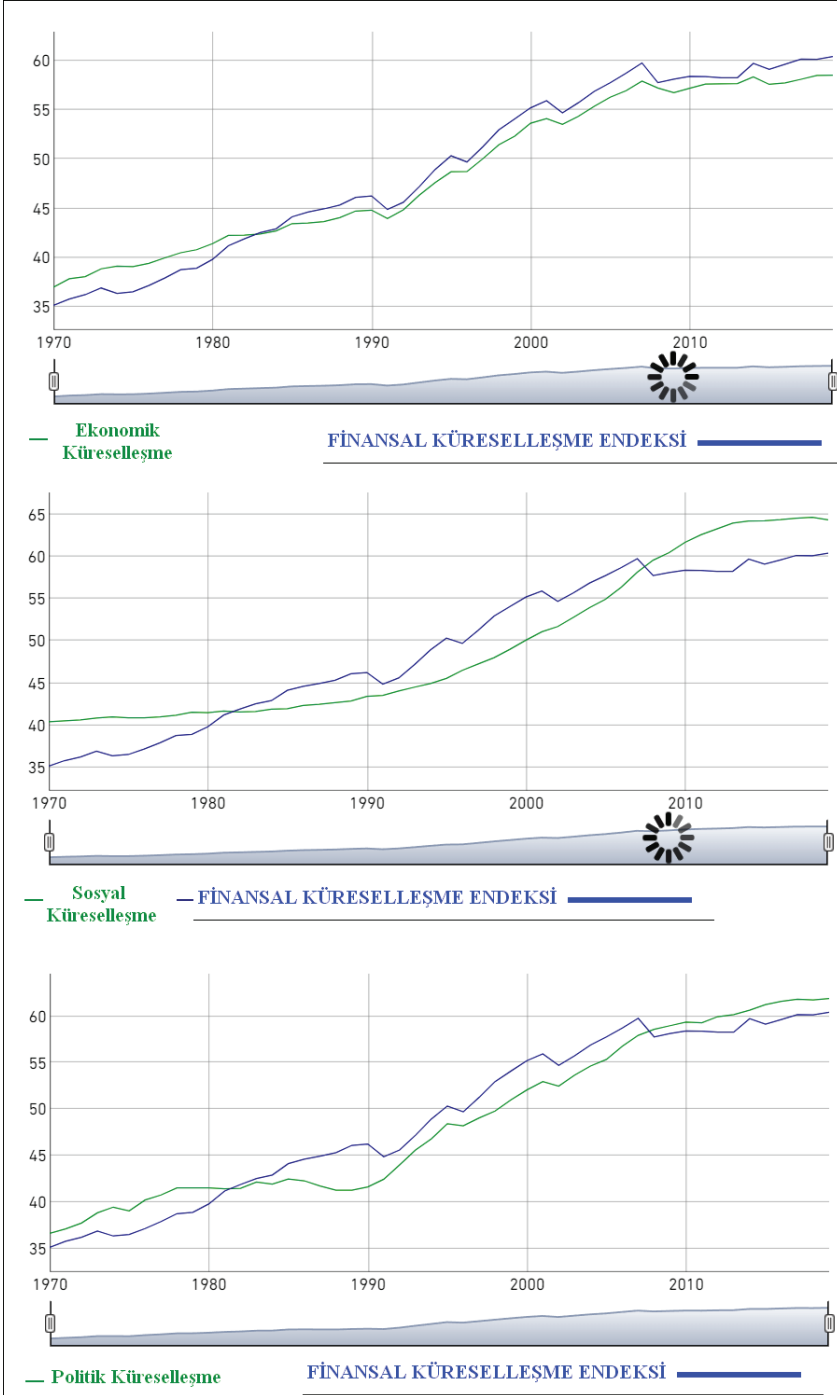 60
55
50
45
40
35
1970 1980 1990 2000 2010
Ekonomik
Küreselleşme
FİNANSAL KÜRESELLEŞME ENDEKSİ
65
60
55
50
45
40
35
1970 1980 1990 2000 2010
Sosyal
Küreselleşme
FİNANSAL KÜRESELLEŞME ENDEKSİ
60
55
50
45
40
35
1970 1980 1990 2000 2010
Politik Küreselleşme
FİNANSAL KÜRESELLEŞME ENDEKSİ